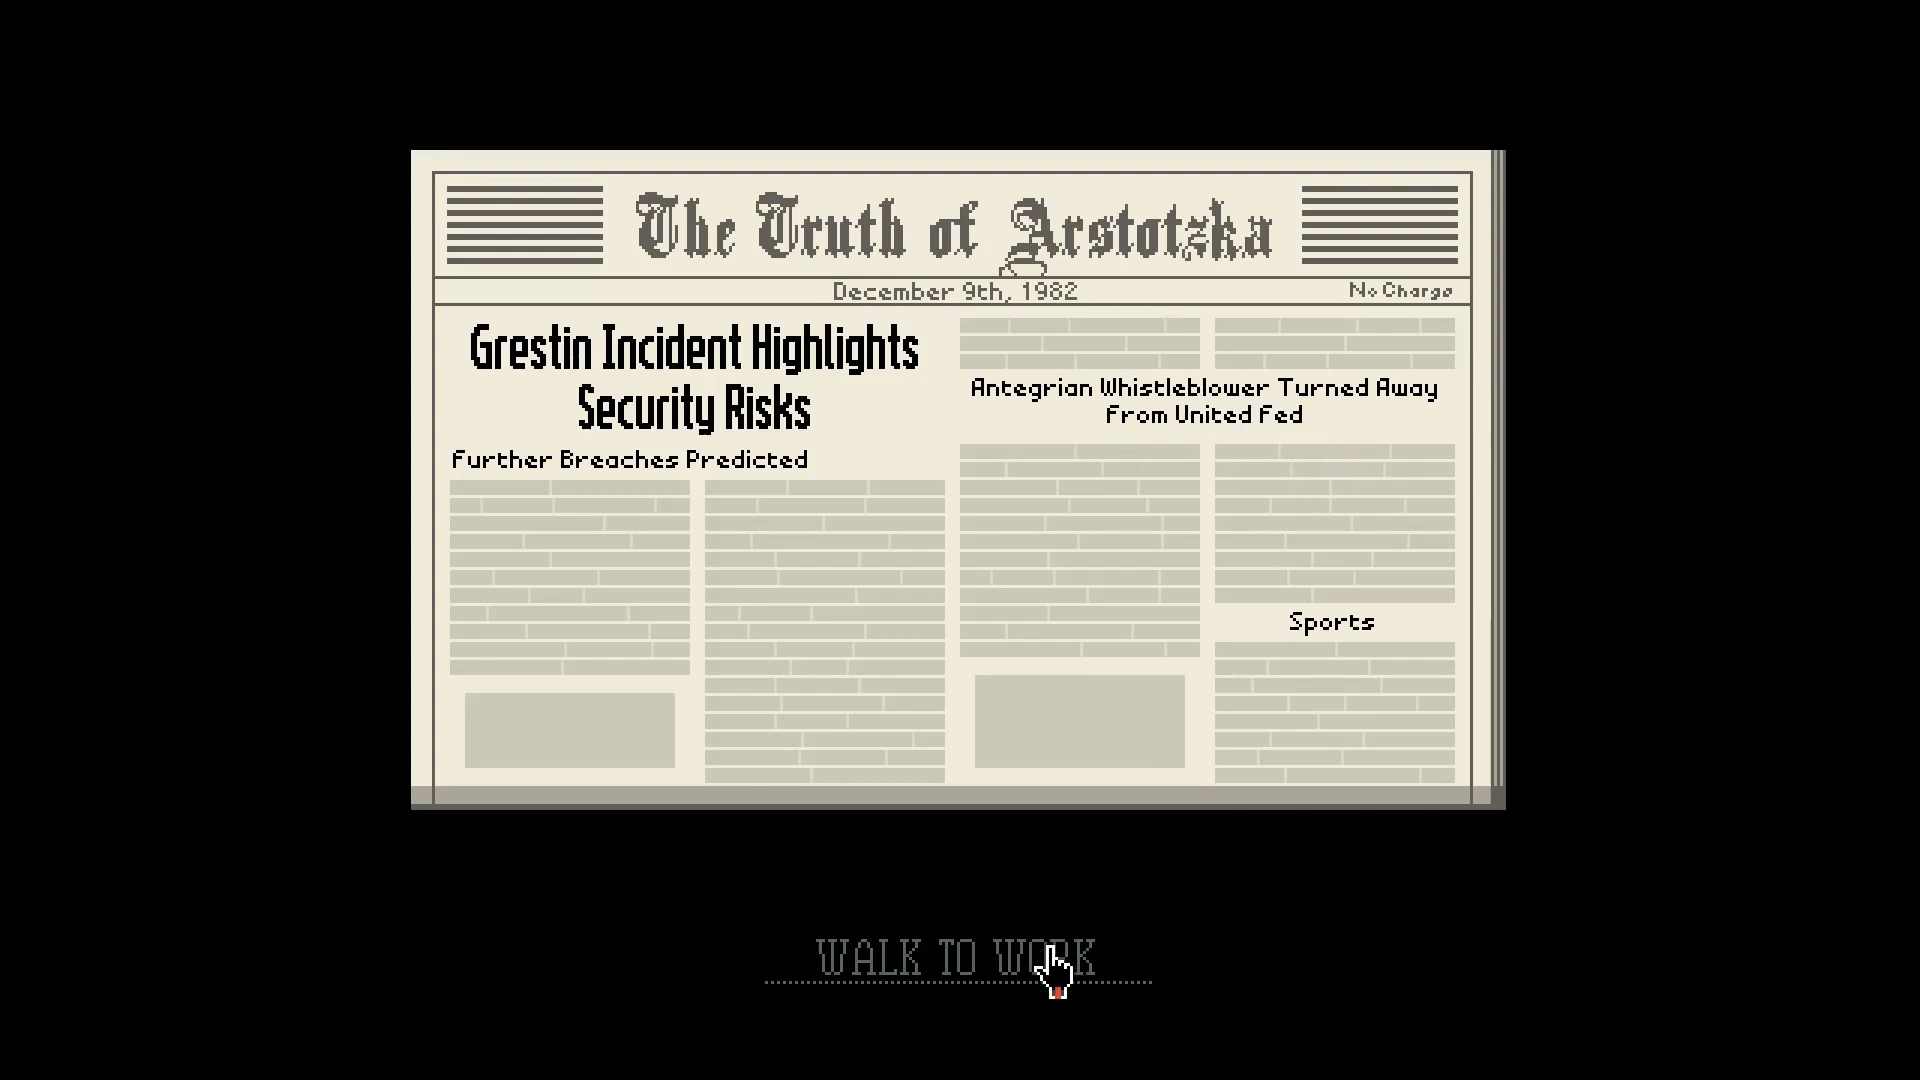 The Truth of Arstotzka
December 9th, 1982
No Charge
Grestin Incident Highlights
Security Risks
Further Breaches Predicted
Antegrian Whistleblower Turned Away
From United Fed
Sports
WALK TO WORK